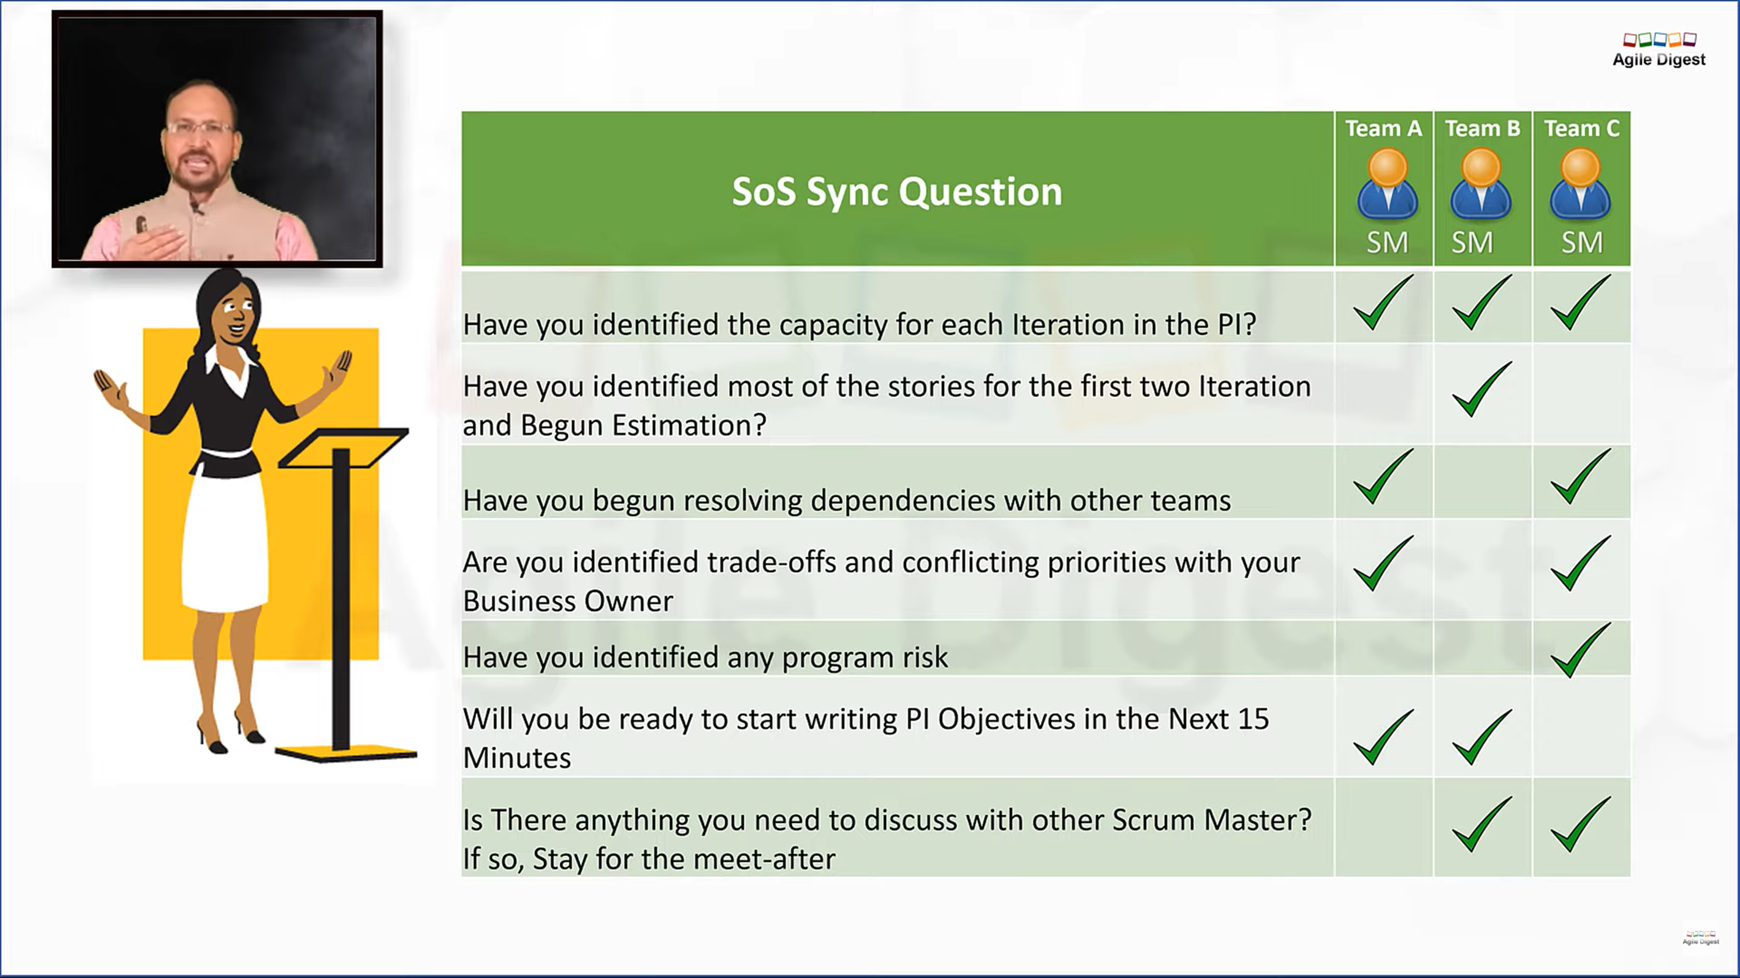 Agile Digest
SoS Sync Question
Team A
Team B
Team C
SM
SM
SM
Have you identified the capacity for each Iteration in the PI?
Have you identified most of the stories for the first two Iteration
and Begun Estimation?
Have you begun resolving dependencies with other teams
Are you identified trade-offs and conflicting priorities with your
Business Owner
Have you identified any program risk
Will you be ready to start writing PI Objectives in the Next 15
Minutes
Is There anything you need to discuss with other Scrum Master?
If so, Stay for the meet-after
Agile Digest
Agile Digest